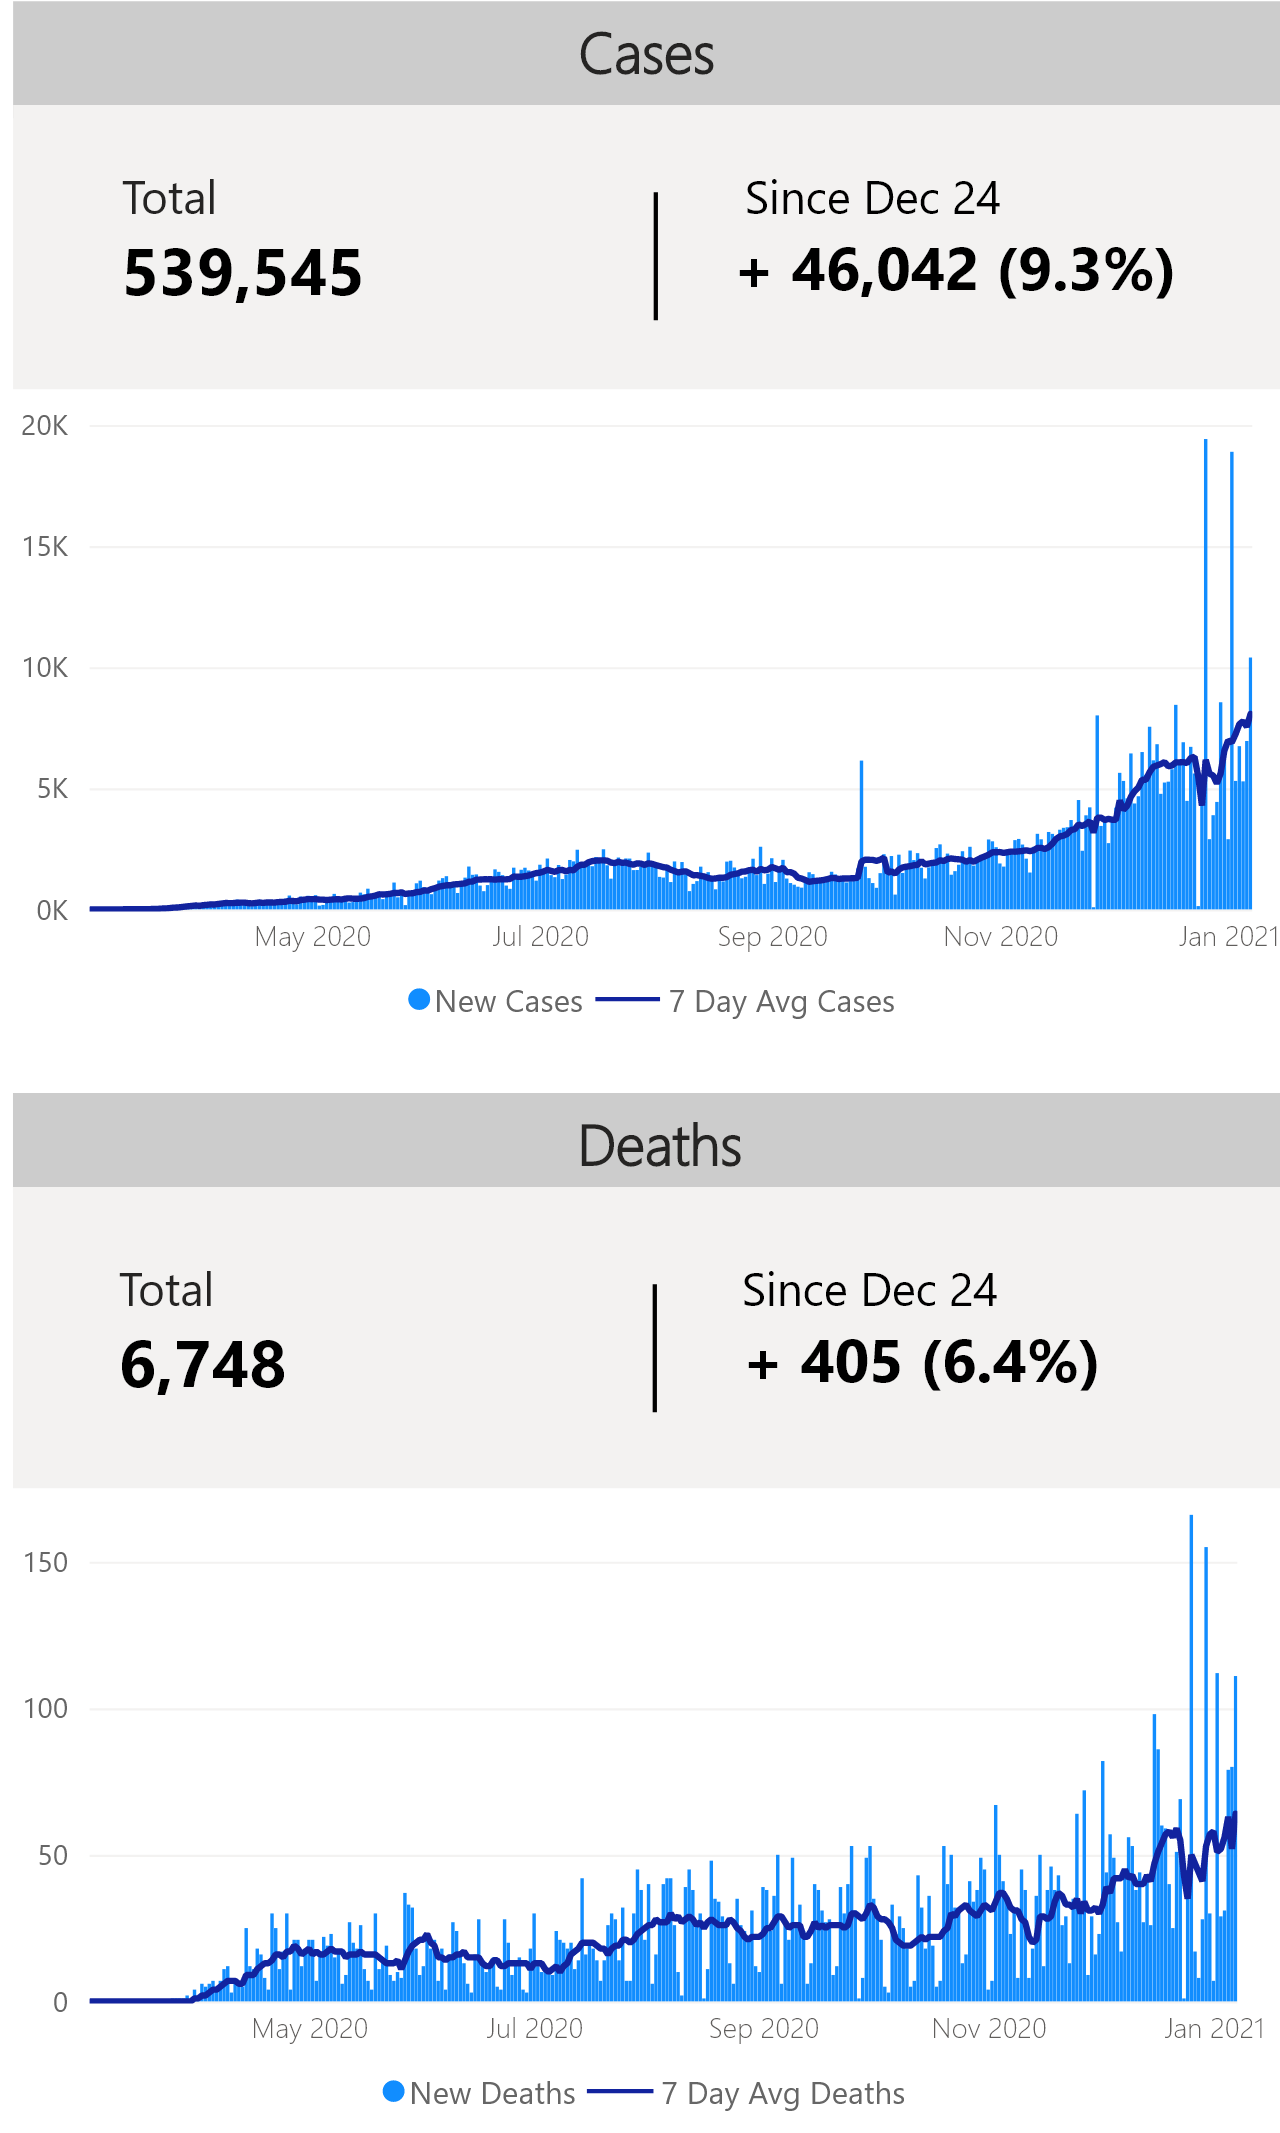 Cases
Total
Since Dec 24
539,545
+ 46,042 (9.3%)
20K
15K
10K
5K
0K
May 2020
Jul 2020
Sep 2020
Nov 2020
Jan 2021
New Cases
7 Day Avg Cases
Deaths
Total
Since Dec 24
6,748
+ 405 (6.4%)
150
100
50
0
May 2020
Jul 2020
Sep 2020
Nov 2020
Jan 2021
New Deaths
7 Day Avg Deaths